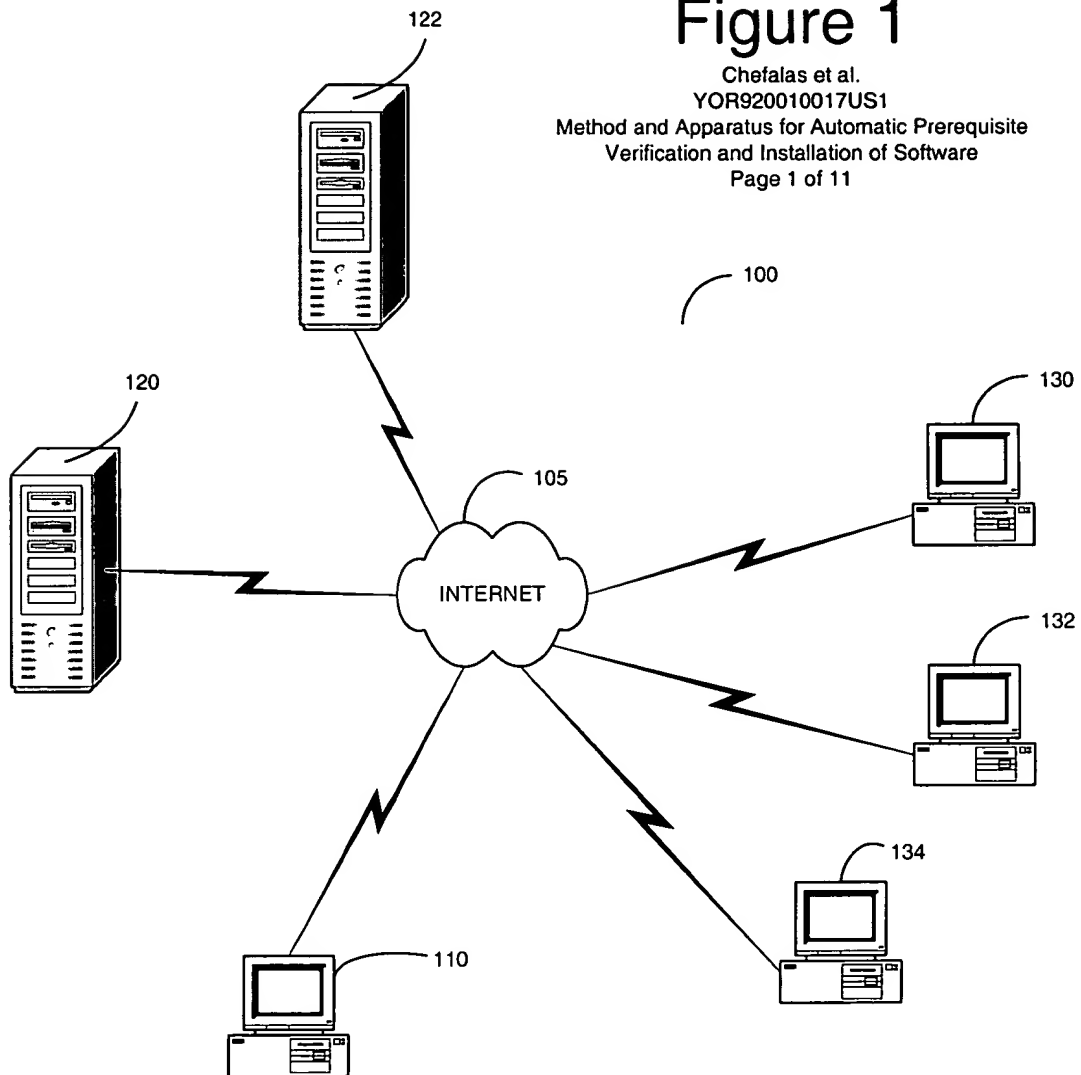 Figure 1
Chefalas et al.
YOR920010017US1
Method and Apparatus for Automatic Prerequisite
Verification and Installation of Software
Page 1 of 11
122
100
120
130
105
INTERNET
132
134
110